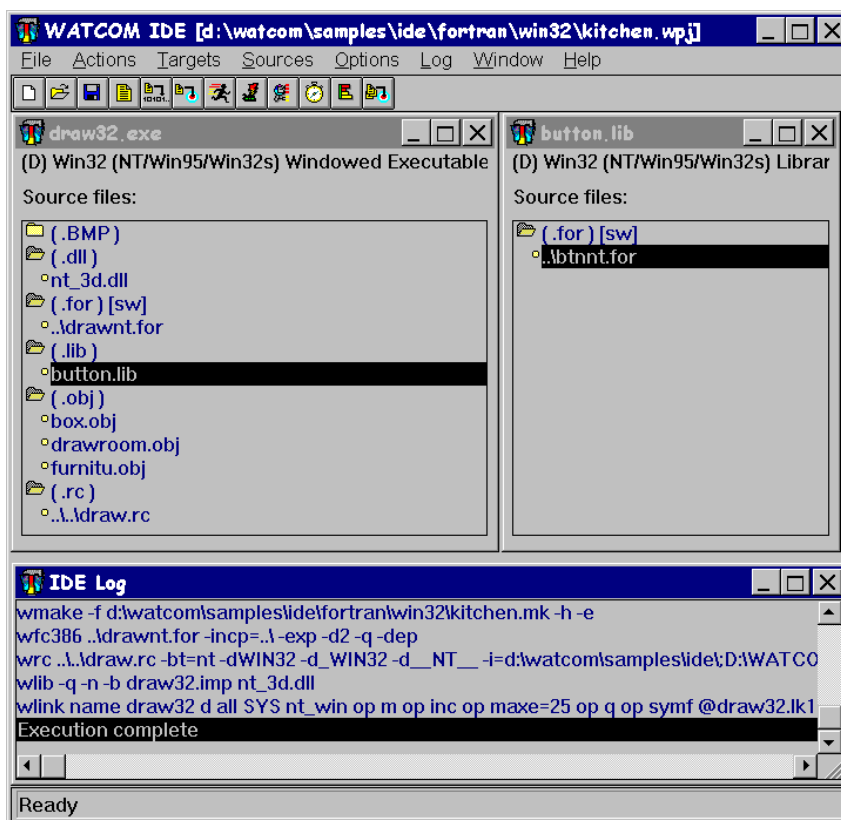 WATCOM IDE [d:\watcom\samples\ide\fortran\win32\kitchen.wpj]
File Actions Targets Sources Options Log Window Help
draw32.exe
(D) Win32 (NT/Win95/Win32s) Windowed Executable
Source files:
(.BMP)
(.dll)
nt_3d.dll
(.for) [sw]
..\drawnt.for
(.lib)
button.lib
(.obj)
box.obj
drawroom.obj
furnitu.obj
(.rc)
..\..\draw.rc
button.lib
(D) Win32 (NT/Win95/Win32s) Librar
Source files:
(.for) [sw]
..\btnnt.for
IDE Log
wmake -f d:\watcom\samples\ide\fortran\win32\kitchen.mk -h -e
wfc386 ..\drawnt.for -incp=..\ -exp -d2 -q -dep
wrc ..\..\draw.rc -bt=nt -dWIN32 -d_WIN32 -d__NT__ -i=d:\watcom\samples\ide\;D:\WATCO
wlib -q -n -b draw32.imp nt_3d.dll
wlink name draw32 d all SYS nt_win op m op inc op maxe=25 op q op symf @draw32.lk1
Execution complete
Ready